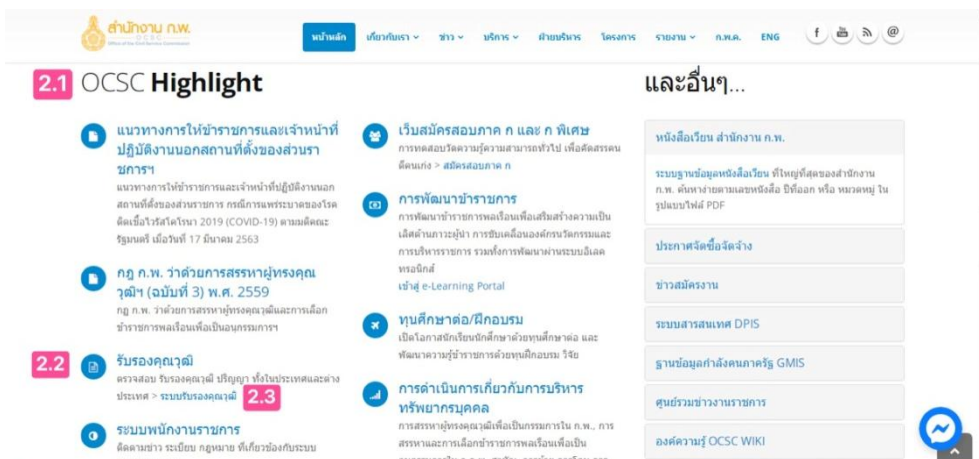 สำนักงาน ก.พ.
OCSC
Office of the Civil Service Commission
หน้าหลัก เกี่ยวกับเรา ข่าว บริการ ฝ่ายบริหาร โครงการ รายงาน ก.พ.ค. ENG
2.1 OCSC Highlight
แนวทางการให้ข้าราชการและเจ้าหน้าที่
ปฏิบัติงานนอกสถานที่ตั้งของส่วนรา
ชการฯ
แนวทางการให้ข้าราชการและเจ้าหน้าที่ปฏิบัติงานนอก
สถานที่ตั้งของส่วนราชการ กรณีการแพร่ระบาดของโรค
ติดเชื้อไวรัสโคโรนา 2019 (COVID-19) ตามมติคณะ
รัฐมนตรี เมื่อวันที่ 17 มีนาคม 2563
กฎ ก.พ. ว่าด้วยการสรรหาผู้ทรงคุณ
วุฒิฯ (ฉบับที่ 3) พ.ศ. 2559
กฎ ก.พ. ว่าด้วยการสรรหาผู้ทรงคุณวุฒิและการเลือก
ข้าราชการพลเรือนเพื่อเป็นอนุกรรมการฯ
2.2 รับรองคุณวุฒิ
ตรวจสอบ รับรองคุณวุฒิ ปริญญา ทั้งในประเทศและต่าง
ประเทศ > ระบบรับรองคุณวุฒิ 2.3
ระบบพนักงานราชการ
ติดตามข่าว ระเบียบ กฎหมาย ที่เกี่ยวข้องกับระบบ
เว็บสมัครสอบภาค ก และ ก พิเศษ
การทดสอบวัดความรู้ความสามารถทั่วไป เพื่อคัดสรรคน
ดีคนเก่ง > สมัครสอบภาค ก
การพัฒนาข้าราชการ
การพัฒนาข้าราชการพลเรือนเพื่อเสริมสร้างความเป็น
เลิศด้านภาวะผู้นำ การขับเคลื่อนองค์กรนวัตกรรมและ
การบริหารราชการ รวมทั้งการพัฒนาผ่านระบบอิเลค
ทรอนิกส์
เข้าสู่ e-Learning Portal
ทุนศึกษาต่อ/ฝึกอบรม
เปิดโอกาสนักเรียนนักศึกษาด้วยทุนศึกษาต่อ และ
พัฒนาความรู้ข้าราชการด้วยทุนฝึกอบรม วิจัย
การดำเนินการเกี่ยวกับการบริหาร
ทรัพยากรบุคคล
การสรรหาผู้ทรงคุณวุฒิเพื่อเป็นกรรมการใน ก.พ., การ
สรรหาและการเลือกข้าราชการพลเรือนเพื่อเป็น
และอื่นๆ...
หนังสือเวียน สำนักงาน ก.พ.
ระบบฐานข้อมูลหนังสือเวียน ที่ใหญ่ที่สุดของสำนักงาน
ก.พ. ค้นหาง่ายตามเลขหนังสือ ปีที่ออก หรือ หมวดหมู่ ใน
รูปแบบไฟล์ PDF
ประกาศจัดซื้อจัดจ้าง
ข่าวสมัครงาน
ระบบสารสนเทศ DPIS
ฐานข้อมูลกำลังคนภาครัฐ GMIS
ศูนย์รวมข่าวงานราชการ
องค์ความรู้ OCSC WIKI